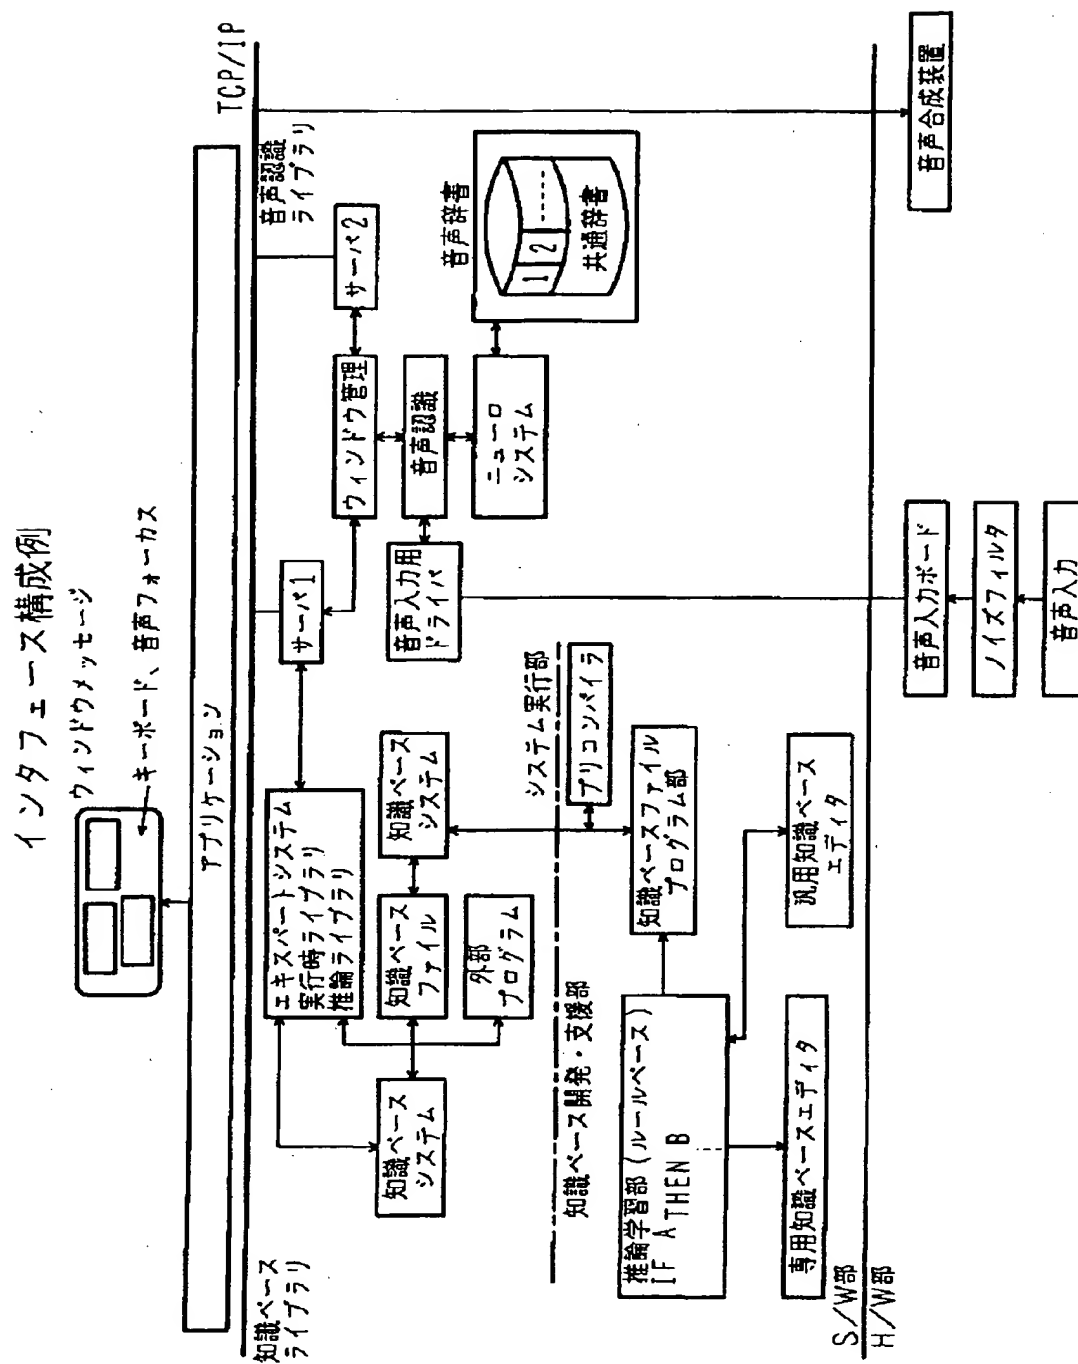 インタフェース構成例
ウィンドウメッセージ
キーボード、音声フォーカス
アプリケーション
TCP/IP
知識ベース
ライブラリ
音声認識
ライブラリ
エキスパートシステム
実行時ライブラリ
推論ライブラリ
サーバ1
サーバ2
ウィンドウ管理
知識ベース
システム
知識ベース
ファイル
知識ベース
システム
外部
プログラム
音声入力用
ドライバ
音声認識
ニューロ
システム
音声辞書
1
2
共通辞書
システム実行部
知識ベース開発・支援部
プリコンパイラ
推論学習部(ルールベース)
IF A THEN B
知識ベースファイル
プログラム部
専用知識ベースエディタ
汎用知識ベース
エディタ
S/W部
H/W部
音声入力ボード
ノイズフィルタ
音声入力
音声合成装置